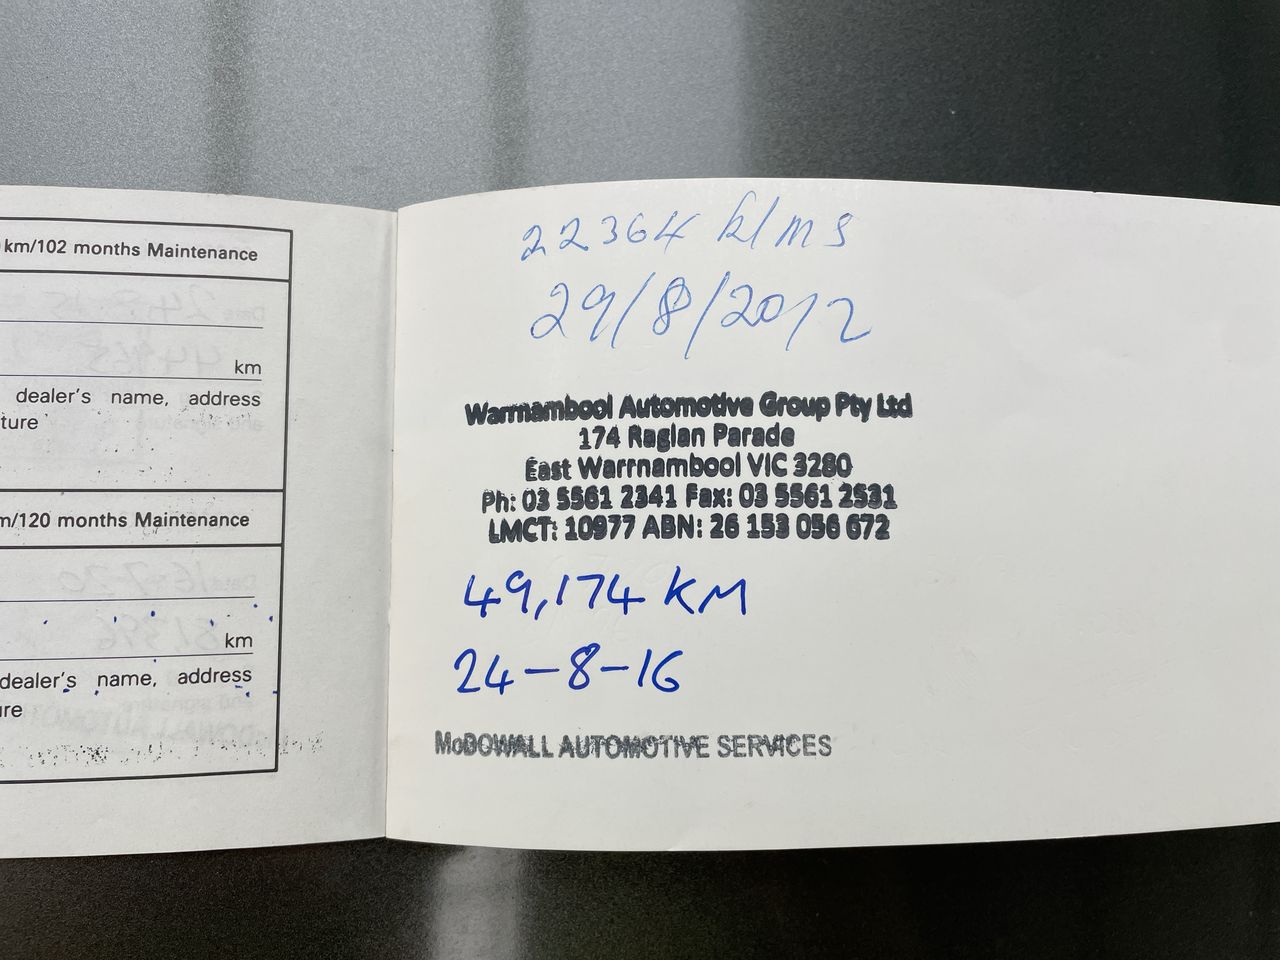 km/102 months Maintenance
km
dealer's name, address
ture
m/120 months Maintenance
km
dealer's name, address
ure
22364 klms
29/8/2012
Warrnambool Automotive Group Pty Ltd
174 Raglan Parade
East Warrnambool VIC 3280
Ph: 03 5561 2341 Fax: 03 5561 2531
LMCT: 10977 ABN: 26 153 056 672
49,174 KM
24-8-16
McDOWALL AUTOMOTIVE SERVICES